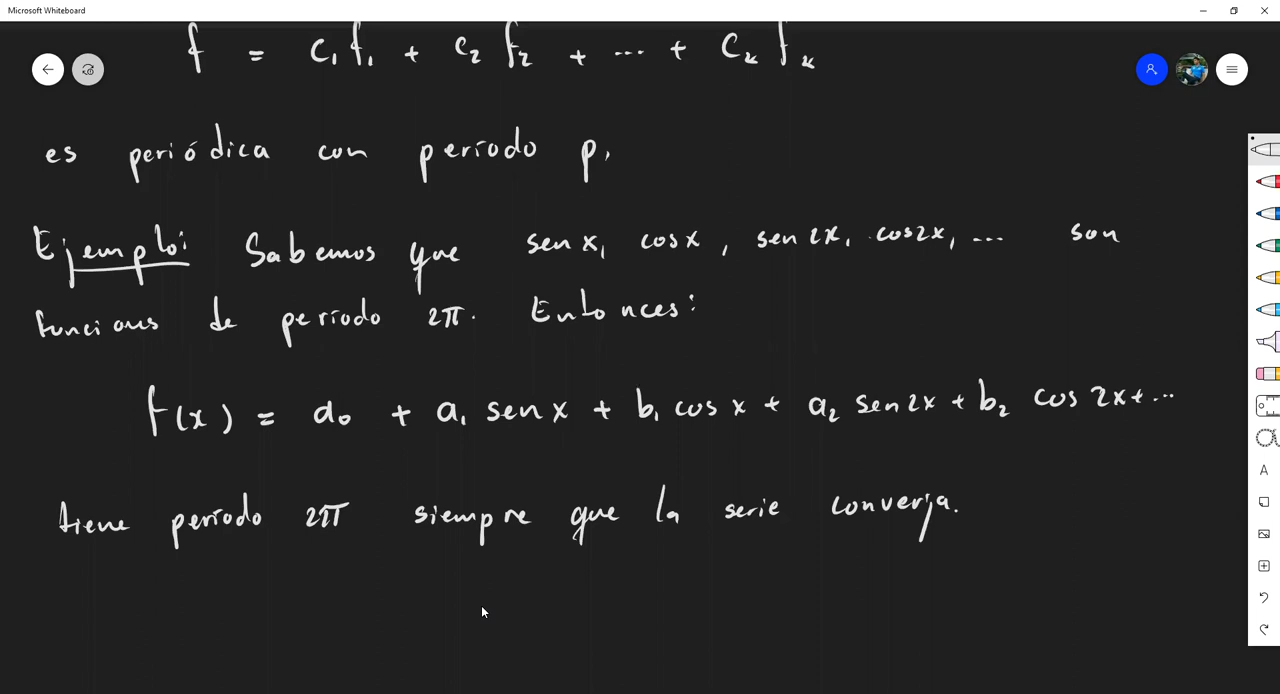 Microsoft Whiteboard
f = c₁f₁ + c₂f₂ + ... + cₖfₖ
es periódica con período p,
Ejemplo: Sabemos que sen x, cos x, sen 2x, cos 2x, ... son
funcions de período 2π. Entonces:
f(x) = a₀ + a₁ sen x + b₁ cos x + a₂ sen 2x + b₂ cos 2x + ...
tiene período 2π siempre que la serie converja.